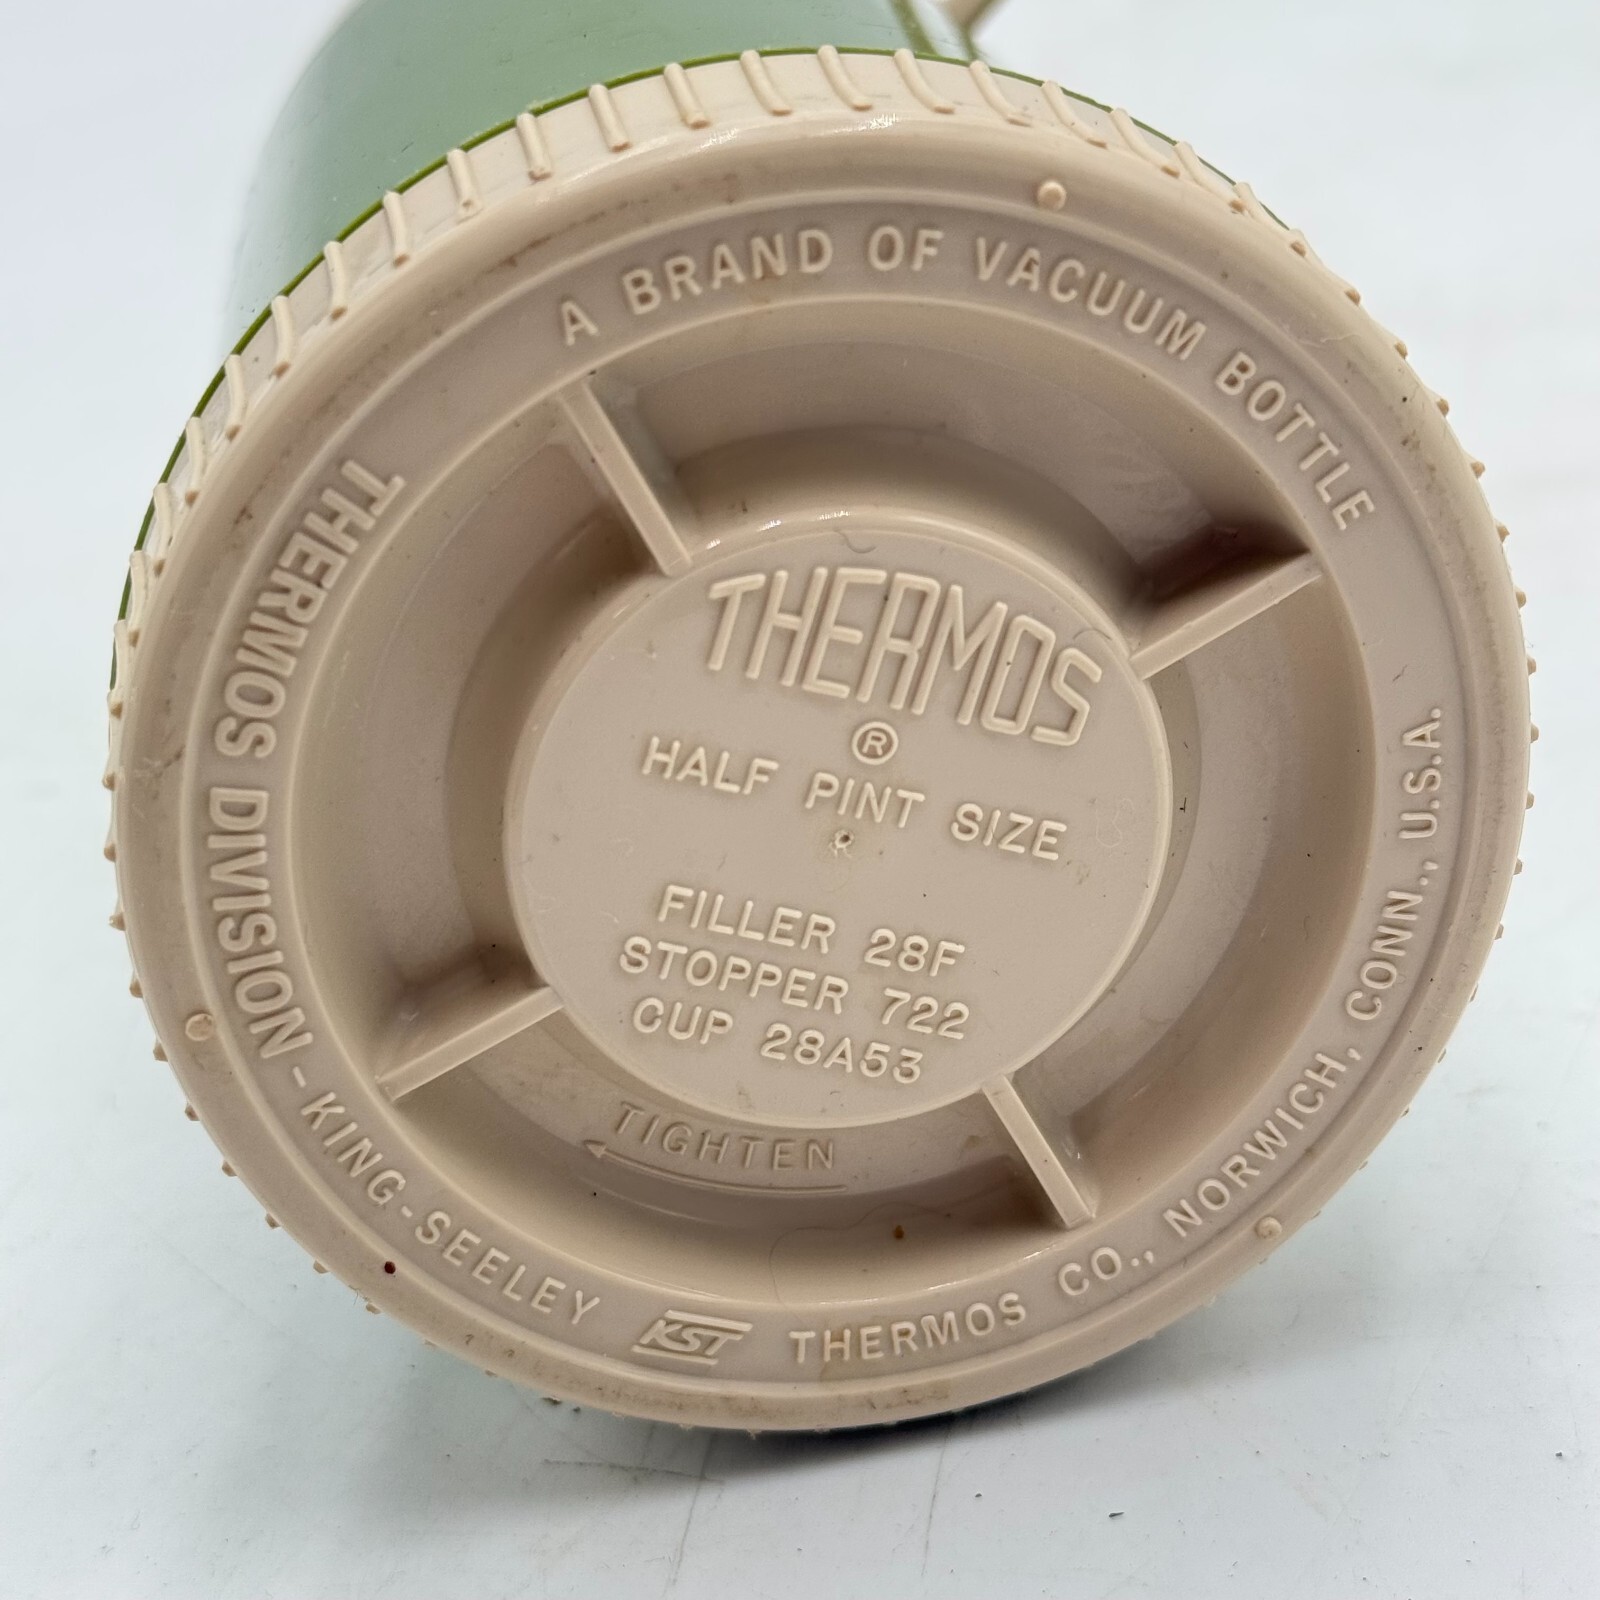 A BRAND OF VACUUM BOTTLE
THERMOS DIVISION - KING-SEELEY KST THERMOS CO., NORWICH, CONN., U.S.A.
THERMOS
®
HALF PINT SIZE
FILLER 28F
STOPPER 722
CUP 28A53
TIGHTEN